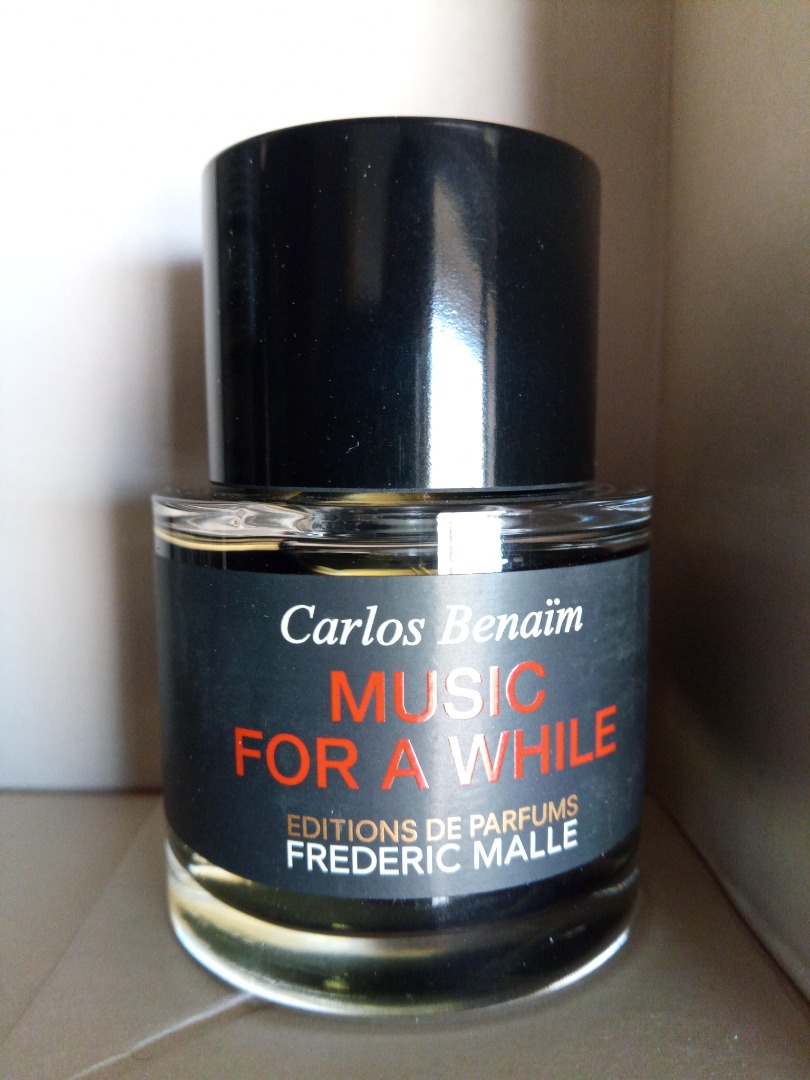 Carlos Benaïm
MUSIC
FOR A WHILE
EDITIONS DE PARFUMS
FREDERIC MALLE